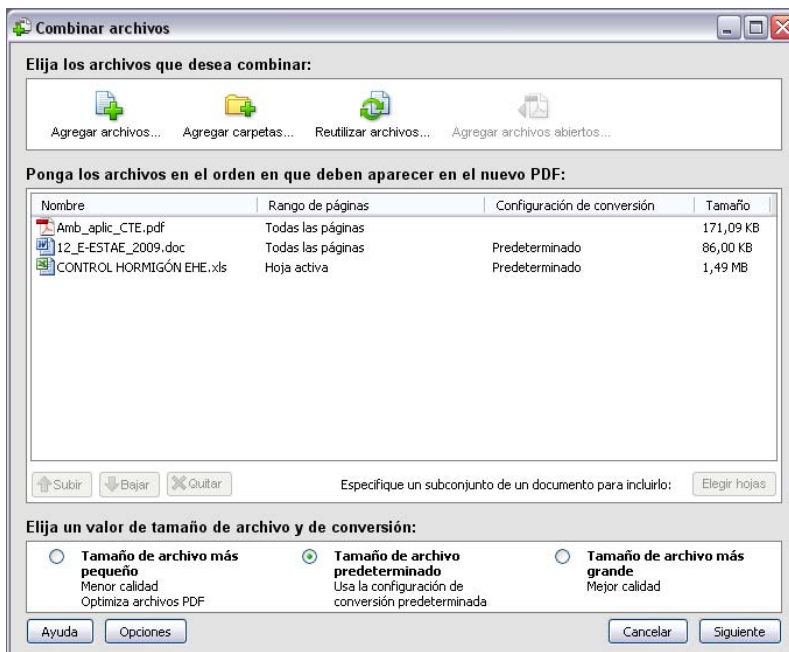 Combinar archivos
Elija los archivos que desea combinar:
Agregar archivos... Agregar carpetas... Reutilizar archivos... Agregar archivos abiertos...
Ponga los archivos en el orden en que deben aparecer en el nuevo PDF:
Nombre Rango de páginas Configuración de conversión Tamaño
Amb_aplic_CTE.pdf Todas las páginas 171,09 KB
12_E-ESTAE_2009.doc Todas las páginas Predeterminado 86,00 KB
CONTROL HORMIGÓN EHE.xls Hoja activa Predeterminado 1,49 MB
Subir Bajar Quitar Especifique un subconjunto de un documento para incluirlo: Elegir hojas
Elija un valor de tamaño de archivo y de conversión:
Tamaño de archivo más pequeño
Menor calidad
Optimiza archivos PDF
Tamaño de archivo predeterminado
Usa la configuración de conversión predeterminada
Tamaño de archivo más grande
Mejor calidad
Ayuda Opciones Cancelar Siguiente